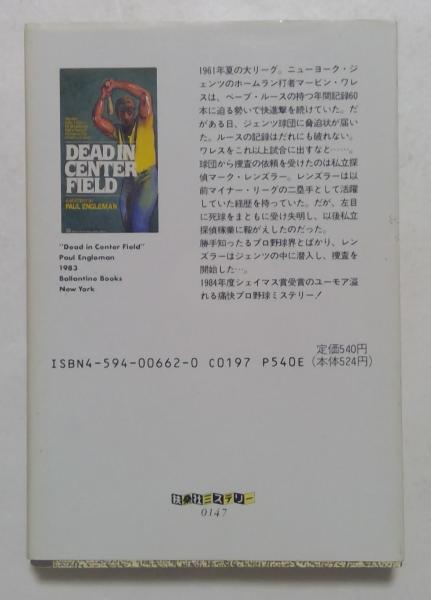 DEAD IN
CENTER
FIELD
PAUL ENGLEMAN
"Dead in Center Field"
Paul Engleman
1983
Ballantine Books
New York
1961年夏の大リーグ。ニューヨーク・ジ
ェンツのホームラン打者マービン・ワレ
スは、ベーブ・ルースの持つ年間記録60
本に迫る勢いで快進撃を続けていた。だ
がある日、ジェンツ球団に脅迫状が届い
た。ルースの記録はだれにも破れない。
ワレスをこれ以上試合に出すなと……。
球団から捜査の依頼を受けたのは私立探
偵マーク・レンズラー。レンズラーは以
前マイナー・リーグの二塁手として活躍
していた経歴を持っていた。だが、左目
に死球をまともに受け失明し、以後私立
探偵稼業に鞍がえしたのだった。
勝手知ったるプロ野球界とばかり、レン
ズラーはジェンツの中に潜入し、捜査を
開始した…。
1984年度シェイマス賞受賞のユーモア溢
れる痛快プロ野球ミステリー!
定価540円
ISBN4-594-00662-0 C0197 P540E (本体524円)
扶桑社ミステリー
0147